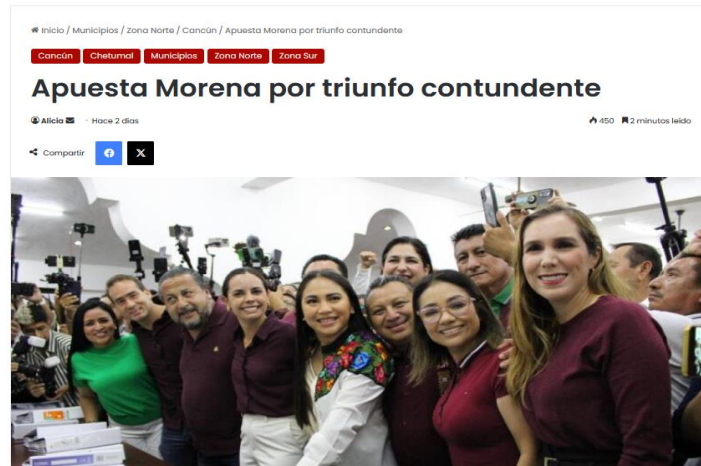 Inicio / Municipios / Zona Norte / Cancún / Apuesta Morena por triunfo contundente
Cancún Chetumal Municipios Zona Norte Zona Sur
Apuesta Morena por triunfo contundente
Alicia · Hace 2 días 450 2 minutos leído
Compartir